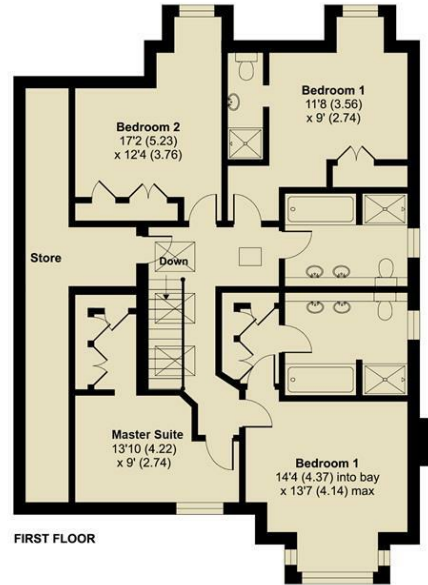 Bedroom 1
11'8 (3.56)
x 9' (2.74)
Bedroom 2
17'2 (5.23)
x 12'4 (3.76)
Store
Down
Master Suite
13'10 (4.22)
x 9' (2.74)
Bedroom 1
14'4 (4.37) into bay
x 13'7 (4.14) max
FIRST FLOOR